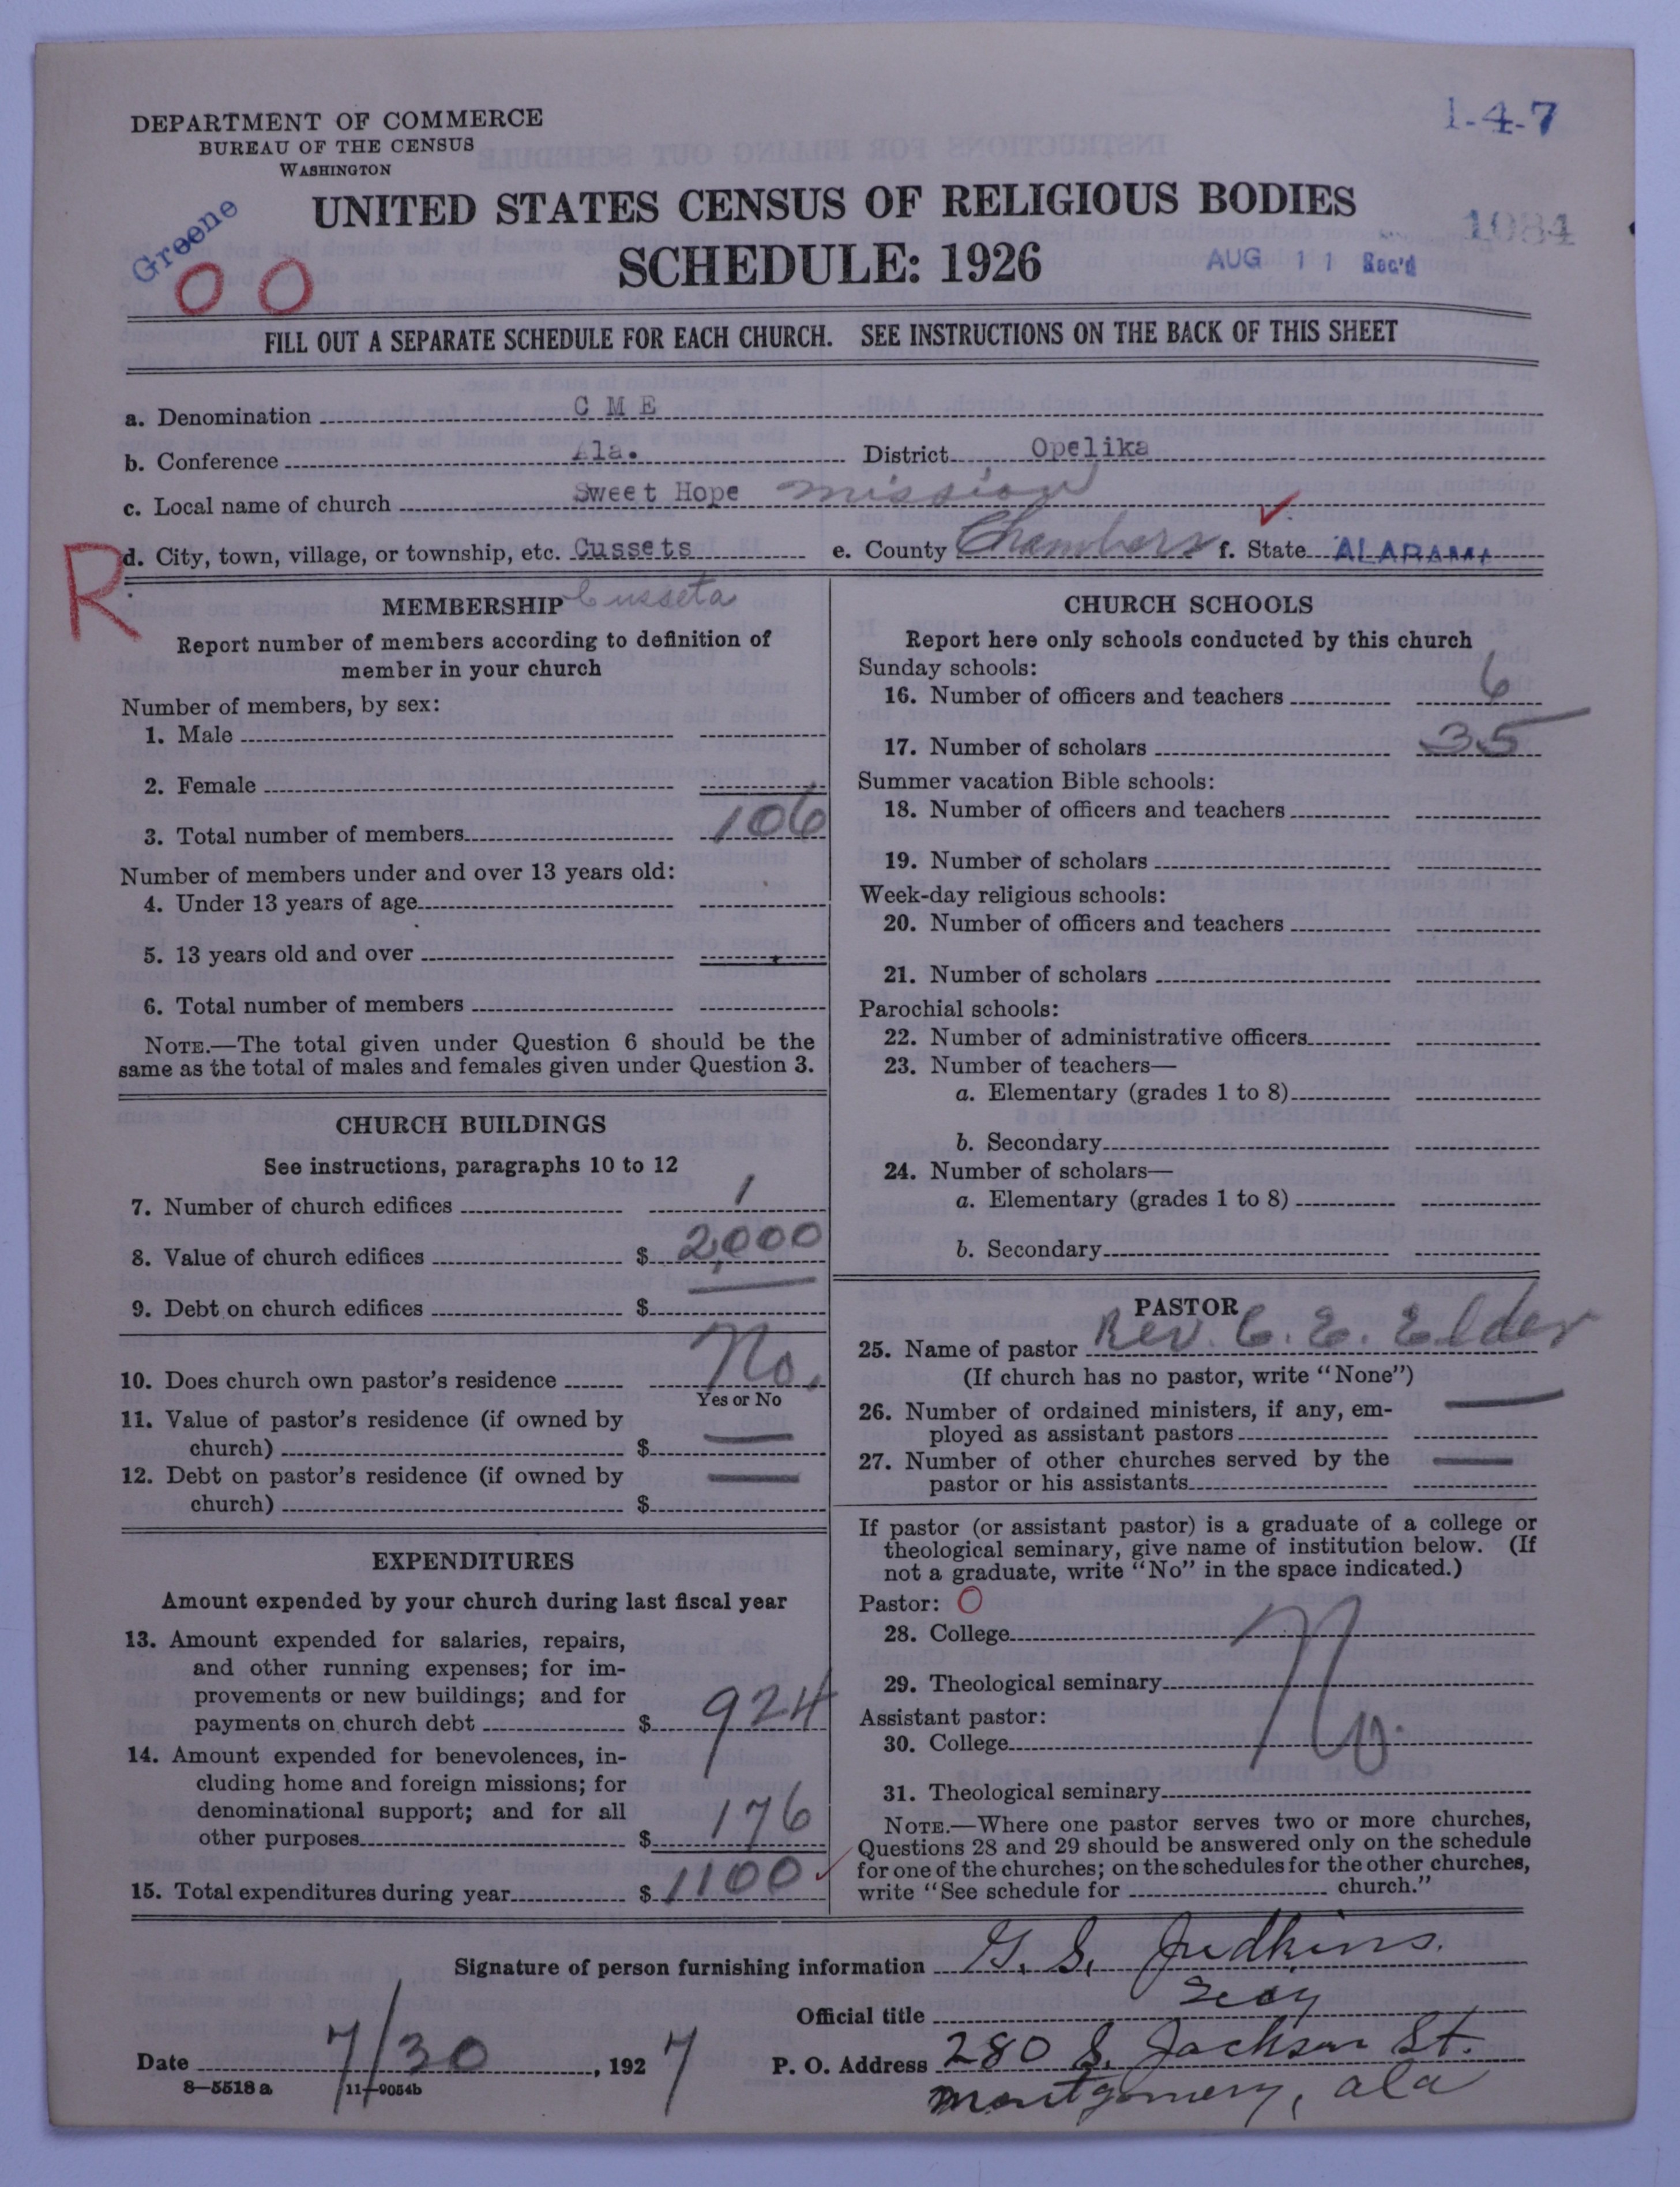 DEPARTMENT OF COMMERCE
BUREAU OF THE CENSUS
WASHINGTON
1-4-7
Greene
UNITED STATES CENSUS OF RELIGIOUS BODIES
SCHEDULE: 1926
1084
AUG 11 Rec'd
00
FILL OUT A SEPARATE SCHEDULE FOR EACH CHURCH. SEE INSTRUCTIONS ON THE BACK OF THIS SHEET
a. Denomination C M E
b. Conference Ala. District Opelika
c. Local name of church Sweet Hope mission
d. City, town, village, or township, etc. Cussets e. County Chambers f. State ALABAMA
R
Cusseta
MEMBERSHIP
Report number of members according to definition of
member in your church
Number of members, by sex:
1. Male
2. Female
3. Total number of members 106
Number of members under and over 13 years old:
4. Under 13 years of age
5. 13 years old and over
6. Total number of members
NOTE.—The total given under Question 6 should be the
same as the total of males and females given under Question 3.
CHURCH BUILDINGS
See instructions, paragraphs 10 to 12
7. Number of church edifices 1
8. Value of church edifices $ 2,000
9. Debt on church edifices $
10. Does church own pastor's residence No.
Yes or No
11. Value of pastor's residence (if owned by
church) $ —
12. Debt on pastor's residence (if owned by
church) $ —
EXPENDITURES
Amount expended by your church during last fiscal year
13. Amount expended for salaries, repairs,
and other running expenses; for im-
provements or new buildings; and for
payments on church debt $ 924
14. Amount expended for benevolences, in-
cluding home and foreign missions; for
denominational support; and for all
other purposes $ 176
15. Total expenditures during year $ 1100
CHURCH SCHOOLS
Report here only schools conducted by this church
Sunday schools:
16. Number of officers and teachers 6
17. Number of scholars 35
Summer vacation Bible schools:
18. Number of officers and teachers
19. Number of scholars
Week-day religious schools:
20. Number of officers and teachers
21. Number of scholars
Parochial schools:
22. Number of administrative officers
23. Number of teachers—
a. Elementary (grades 1 to 8)
b. Secondary
24. Number of scholars—
a. Elementary (grades 1 to 8)
b. Secondary
PASTOR
25. Name of pastor Rev. C. E. Elder
(If church has no pastor, write "None")
26. Number of ordained ministers, if any, em-
ployed as assistant pastors —
27. Number of other churches served by the
pastor or his assistants —
If pastor (or assistant pastor) is a graduate of a college or
theological seminary, give name of institution below. (If
not a graduate, write "No" in the space indicated.)
Pastor: O
28. College
29. Theological seminary
No.
Assistant pastor:
30. College
31. Theological seminary
NOTE.—Where one pastor serves two or more churches,
Questions 28 and 29 should be answered only on the schedule
for one of the churches; on the schedules for the other churches,
write "See schedule for church."
Signature of person furnishing information G. S. Judkins.
Official title Secy
Date 7/30, 1927 P. O. Address 280 S. Jackson St.
Montgomery, Ala
8—5518 a 11—9054b